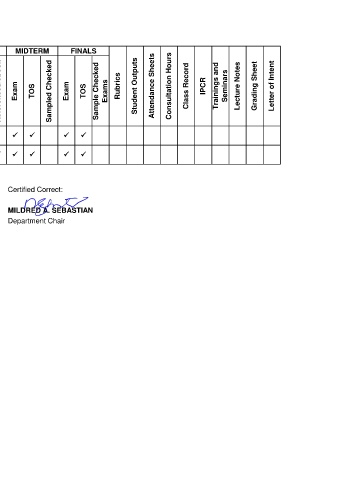 MIDTERM FINALS
Exam
TOS
Sampled Checked
Exam
TOS
Sample Checked
Exams
Rubrics
Student Outputs
Attendance Sheets
Consultation Hours
Class Record
IPCR
Trainings and
Seminars
Lecture Notes
Grading Sheet
Letter of Intent
✓ ✓ ✓ ✓
✓ ✓ ✓ ✓
Certified Correct:
MILDRED A. SEBASTIAN
Department Chair